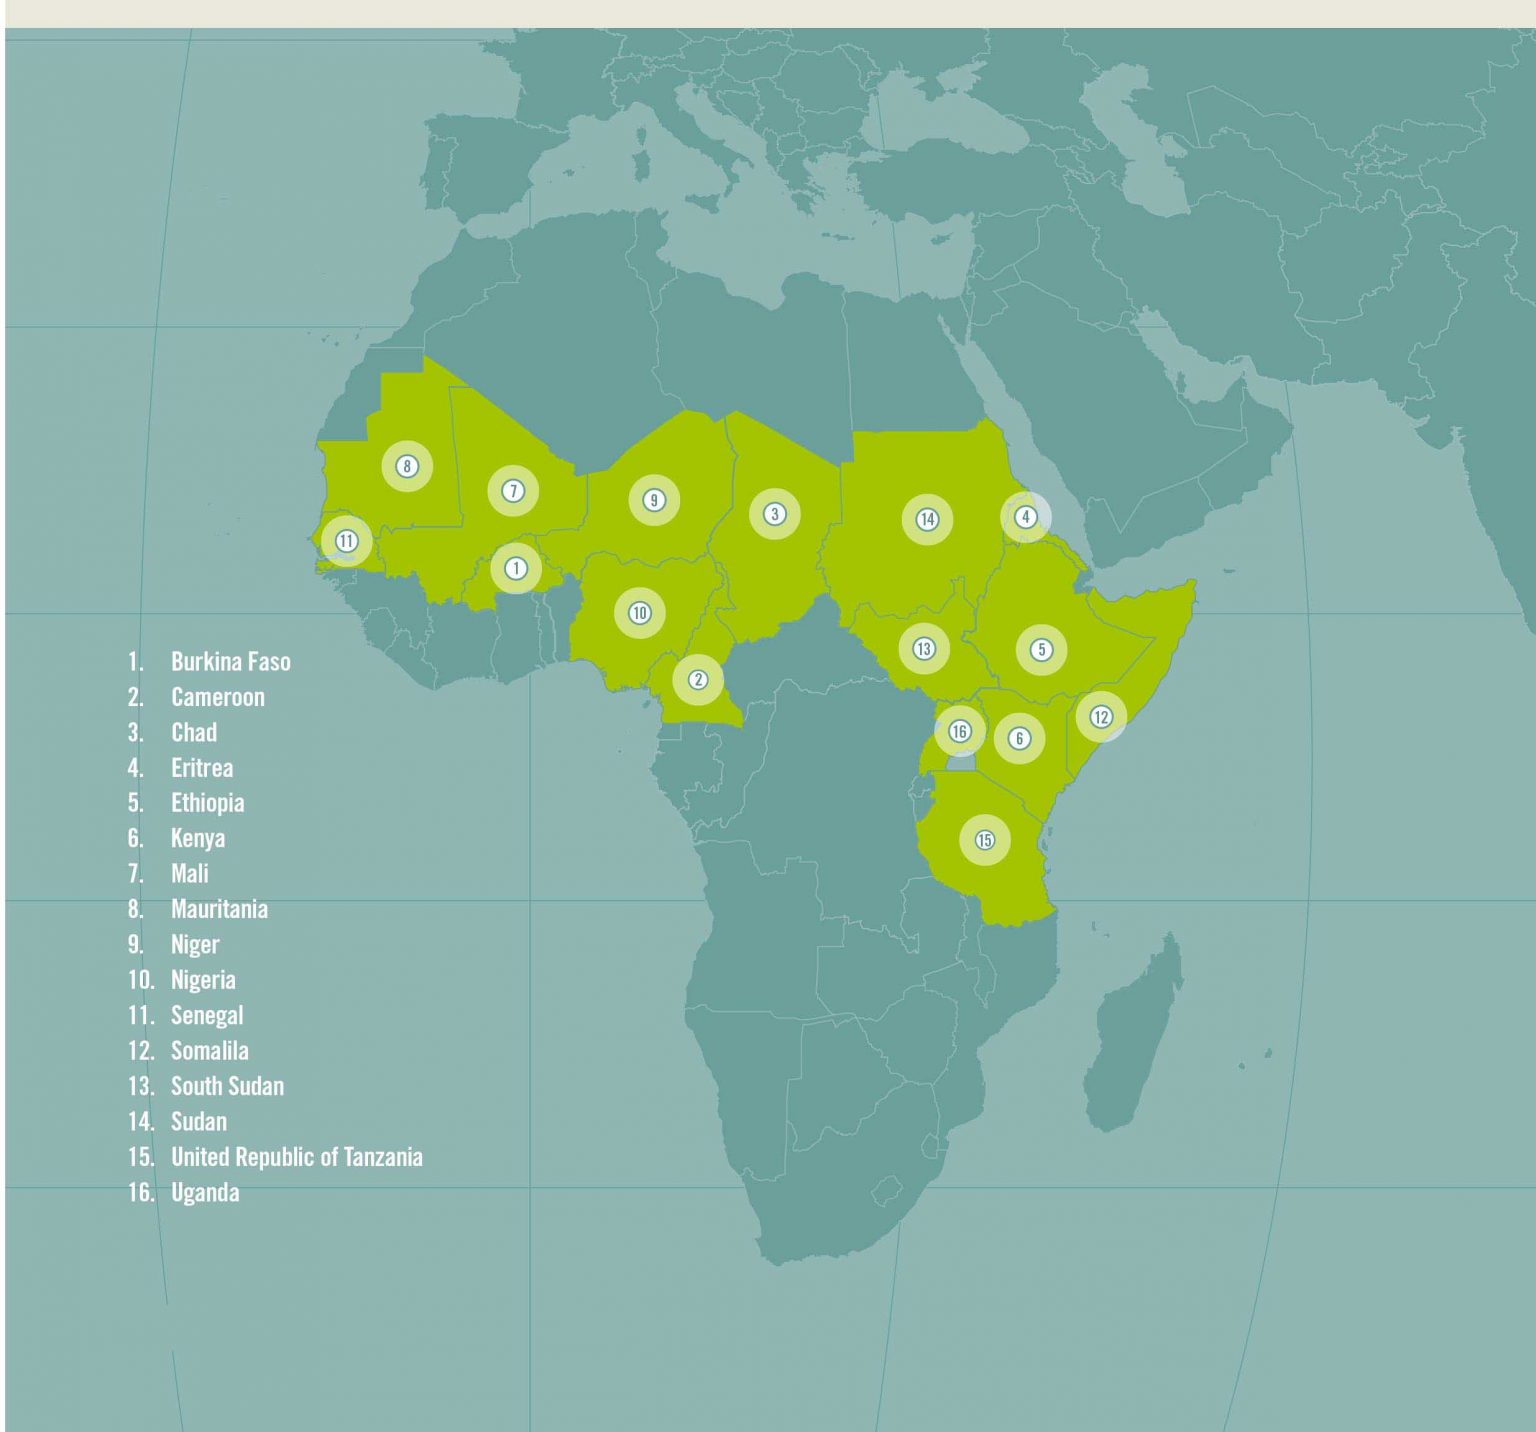 8
7
9
3
14
4
11
1
10
13
5
2
12
16
6
15
1. Burkina Faso
2. Cameroon
3. Chad
4. Eritrea
5. Ethiopia
6. Kenya
7. Mali
8. Mauritania
9. Niger
10. Nigeria
11. Senegal
12. Somalila
13. South Sudan
14. Sudan
15. United Republic of Tanzania
16. Uganda